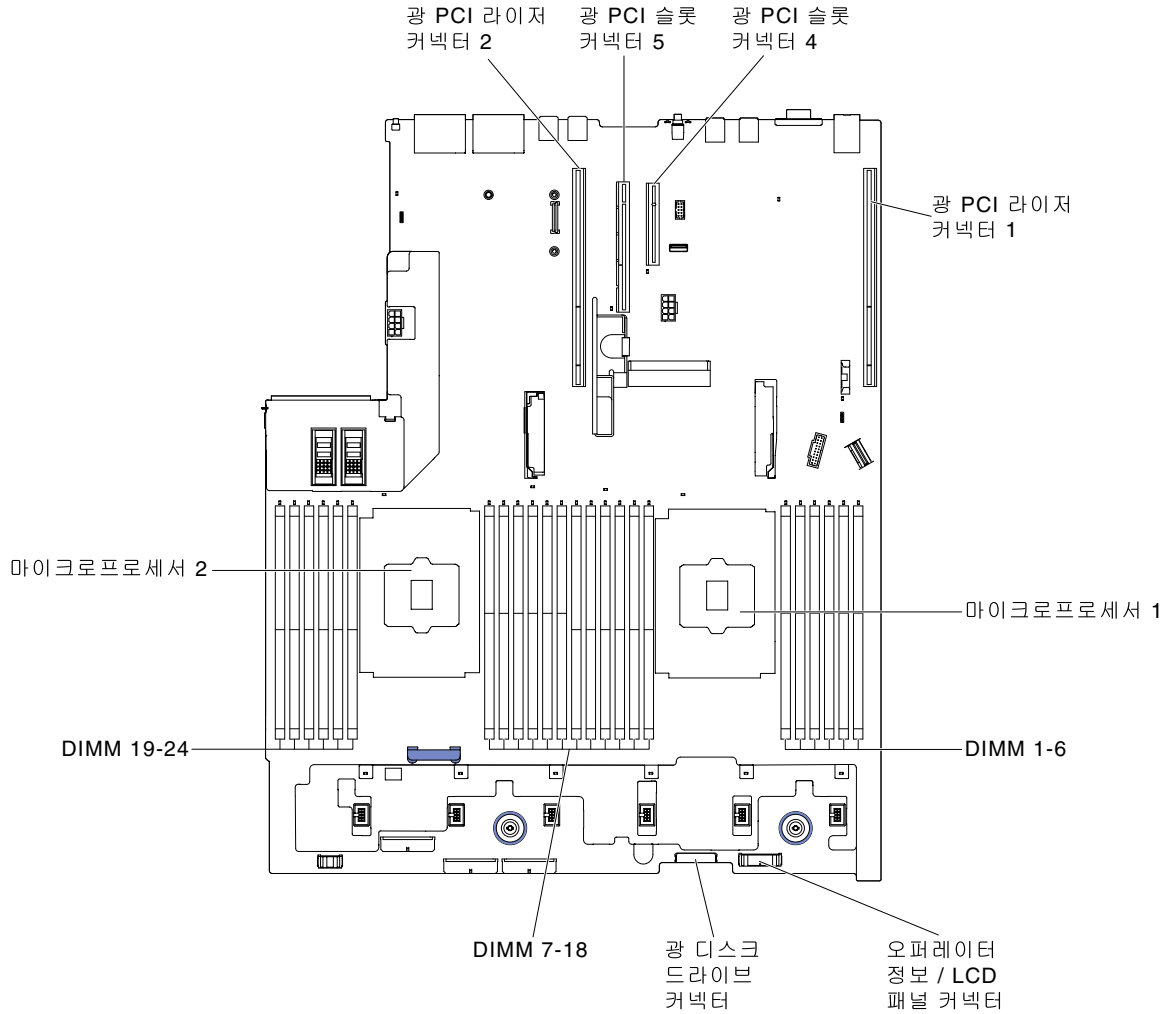 광 PCI 라이저
커넥터 2
광 PCI 슬롯
커넥터 5
광 PCI 슬롯
커넥터 4
광 PCI 라이저
커넥터 1
마이크로프로세서 2
마이크로프로세서 1
DIMM 19-24
DIMM 1-6
DIMM 7-18
광 디스크
드라이브
커넥터
오퍼레이터
정보 / LCD
패널 커넥터